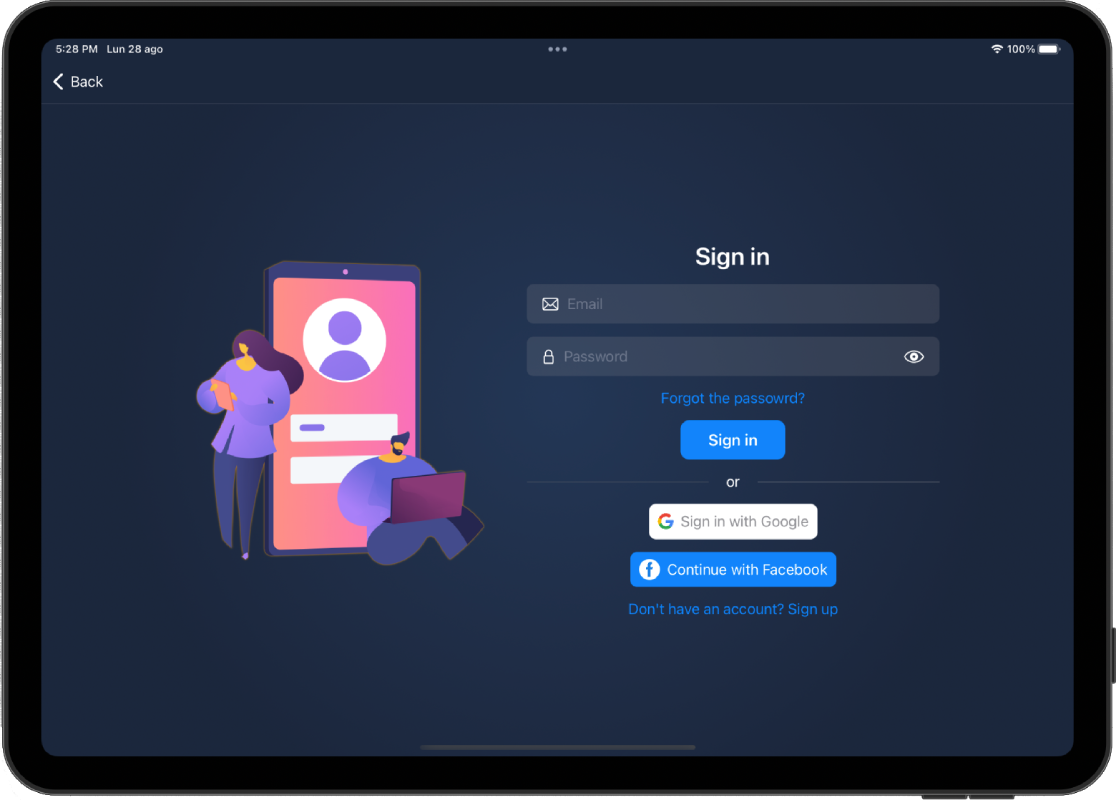 5:28 PM Lun 28 ago
100%
Back
Sign in
Email
Password
Forgot the passowrd?
Sign in
or
Sign in with Google
Continue with Facebook
Don't have an account? Sign up